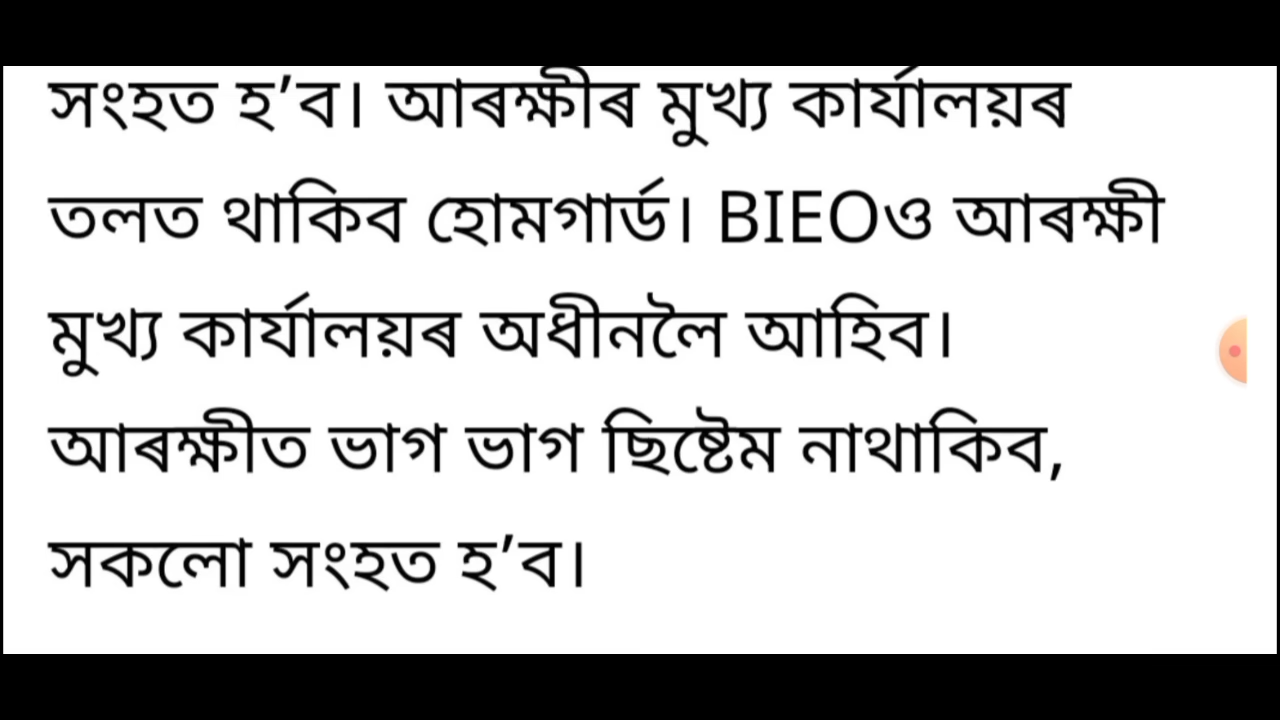 সংহত হ’ব। আৰক্ষীৰ মুখ্য কাৰ্যালয়ৰ
তলত থাকিব হোমগাৰ্ড। BIEOও আৰক্ষী
মুখ্য কাৰ্যালয়ৰ অধীনলৈ আহিব।
আৰক্ষীত ভাগ ভাগ ছিষ্টেম নাথাকিব,
সকলো সংহত হ’ব।